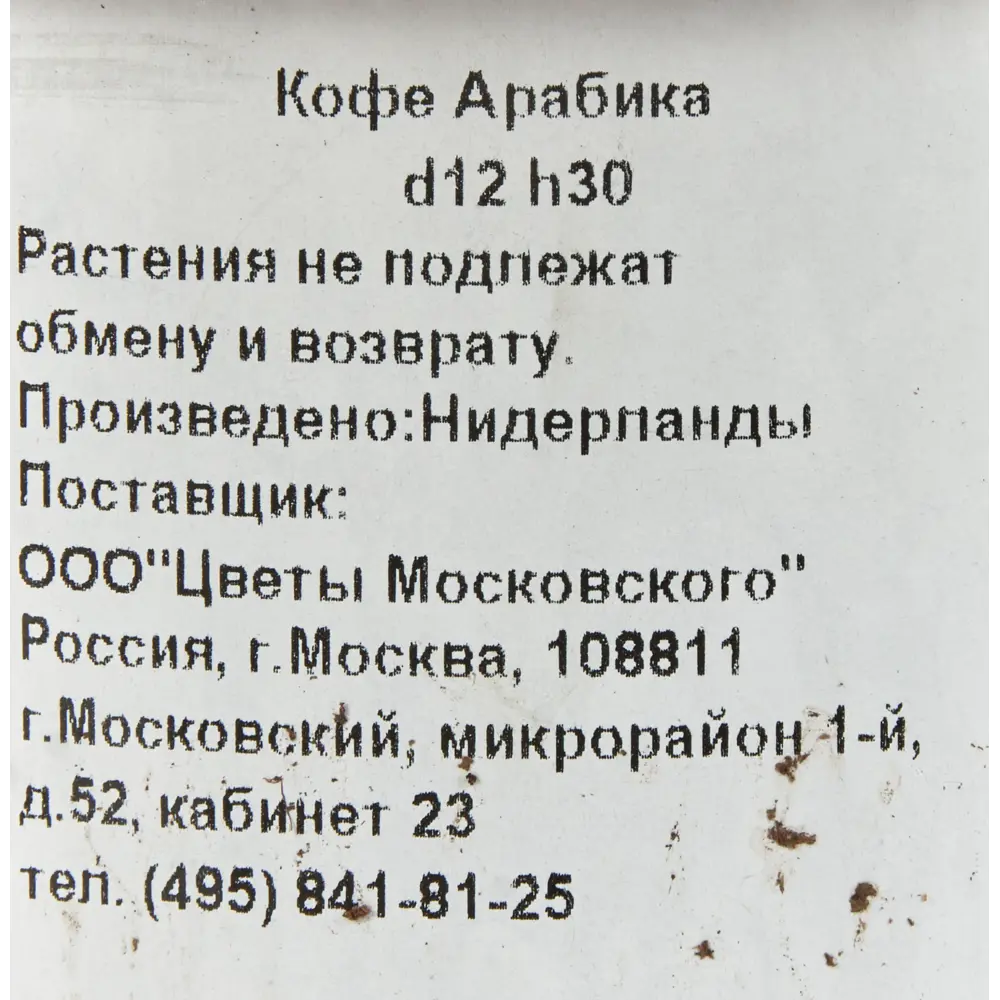 Кофе Арабика
d12 h30
Растения не подлежат
обмену и возврату.
Произведено:Нидерланды
Поставщик:
ООО"Цветы Московского"
Россия, г.Москва, 108811
г.Московский, микрорайон 1-й,
д.52, кабинет 23
тел. (495) 841-81-25